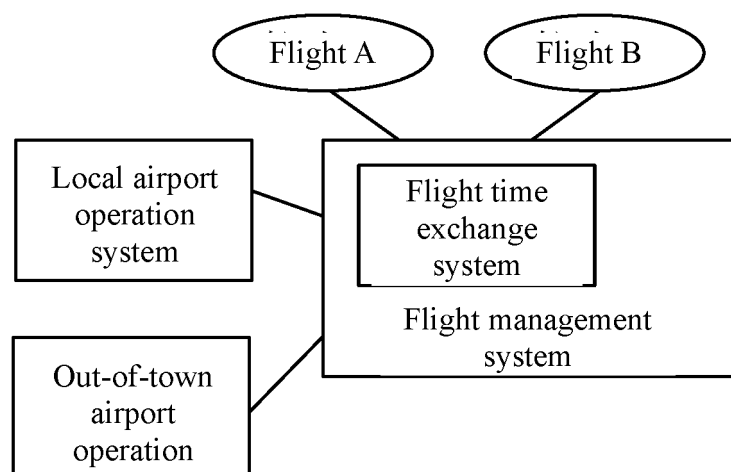 Flight A
Flight B
Local airport
operation
system
Flight time
exchange
system
Flight management
system
Out-of-town
airport
operation